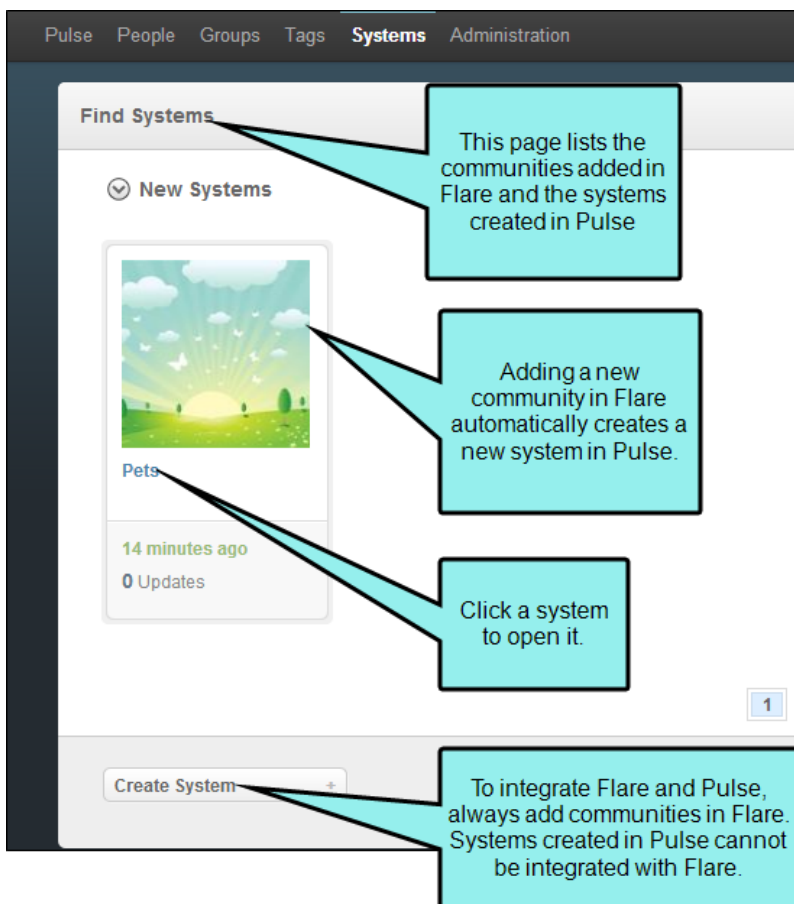 Pulse People Groups Tags Systems Administration
Find Systems
This page lists the
communities added in
Flare and the systems
created in Pulse
New Systems
Adding a new
community in Flare
automatically creates a
new system in Pulse.
Pets
14 minutes ago
0 Updates
Click a system
to open it.
1
Create System +
To integrate Flare and Pulse,
always add communities in Flare.
Systems created in Pulse cannot
be integrated with Flare.